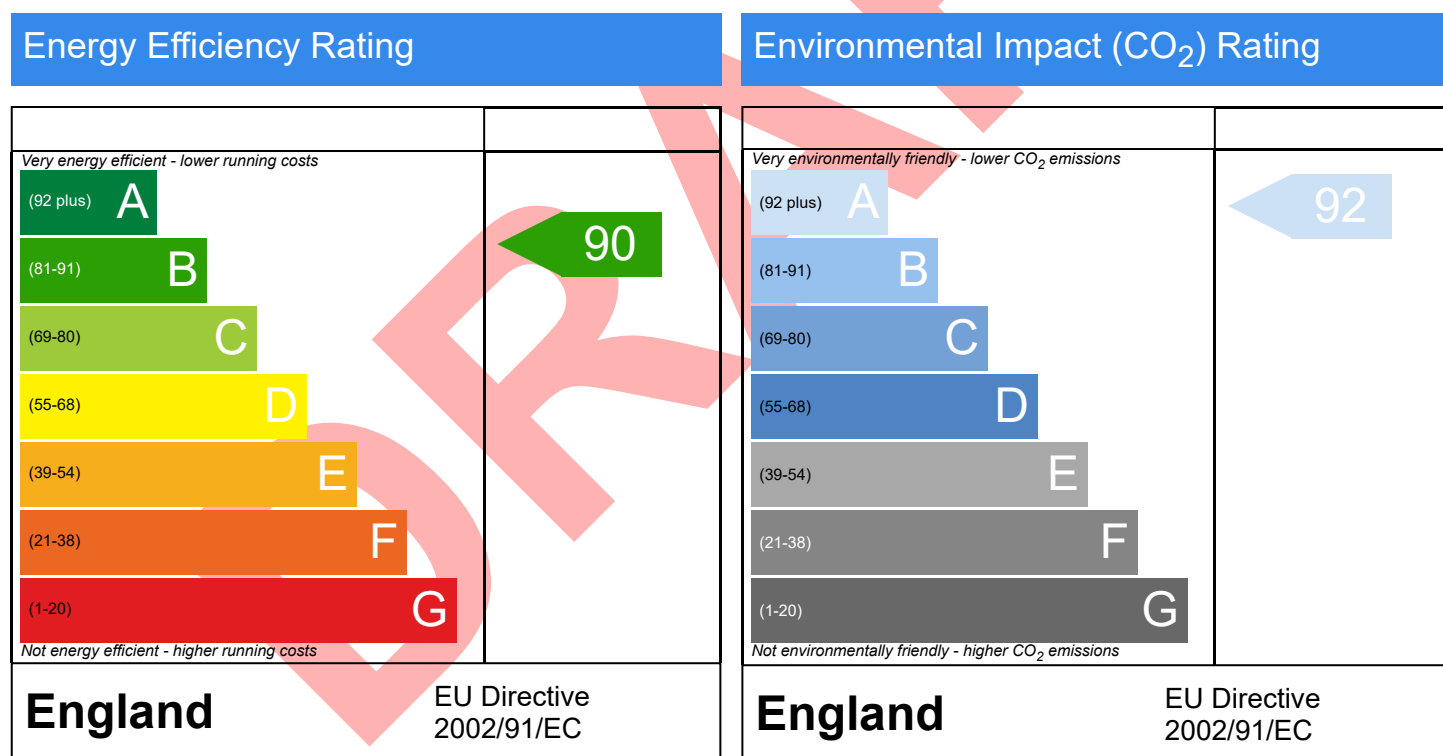 Energy Efficiency Rating
Very energy efficient - lower running costs
(92 plus) A
(81-91) B
(69-80) C
(55-68) D
(39-54) E
(21-38) F
(1-20) G
Not energy efficient - higher running costs
90
England
EU Directive
2002/91/EC
Environmental Impact (CO₂) Rating
Very environmentally friendly - lower CO₂ emissions
(92 plus) A
(81-91) B
(69-80) C
(55-68) D
(39-54) E
(21-38) F
(1-20) G
Not environmentally friendly - higher CO₂ emissions
92
England
EU Directive
2002/91/EC